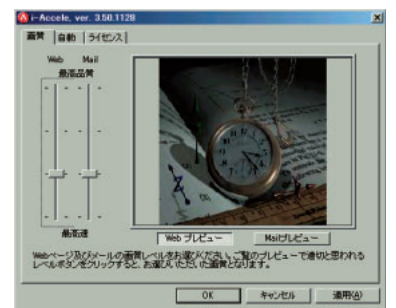 i-Accele, ver. 3.50.1128
画質 自動 ライセンス
Web Mail
最高品質
最高速
Web プレビュー Mailプレビュー
Webページ及びメールの画質レベルをお選びください。ご覧のプレビューで適切と思われる
レベルボタンをクリックすると、お選びいただいた画質となります。
OK キャンセル 適用(A)